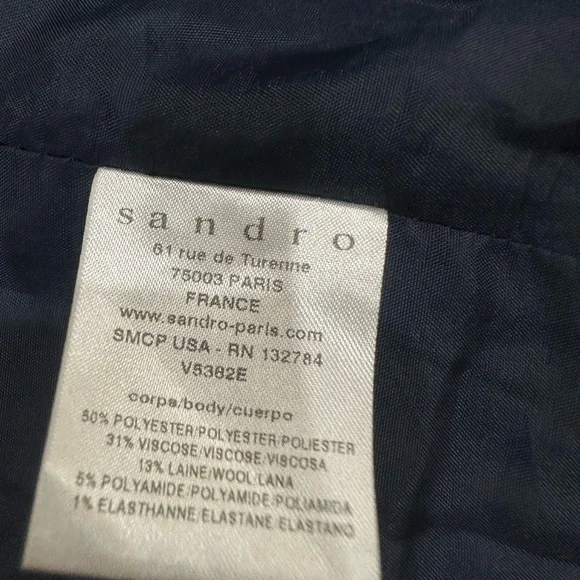 sandro
61 rue de Turenne
75003 PARIS
FRANCE
www.sandro-paris.com
SMCP USA - RN 132784
V5382E
corps/body/cuerpo
50% POLYESTER/POLYESTER/POLIESTER
31% VISCOSE/VISCOSE/VISCOSA
13% LAINE/WOOL/LANA
5% POLYAMIDE/POLYAMIDE/POLIAMIDA
1% ELASTHANNE/ELASTANE/ELASTANO